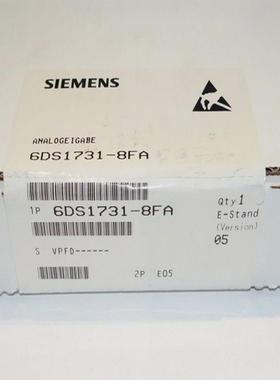 SIEMENS
ANALOGEIGABE
6DS1731-8FA
1P 6DS1731-8FA
Qty 1
E-Stand
(Version)
05
S VPFD------
2P E05